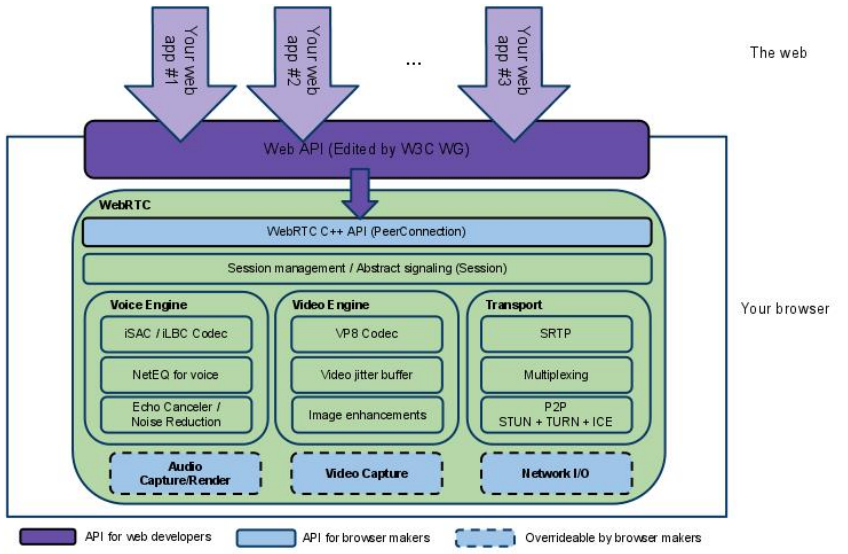 Your web
app #1
Your web
app #2
...
Your web
app #3
The web
Web API (Edited by W3C WG)
WebRTC
WebRTC C++ API (PeerConnection)
Session management / Abstract signaling (Session)
Your browser
Voice Engine
iSAC / iLBC Codec
NetEQ for voice
Echo Canceler /
Noise Reduction
Video Engine
VP8 Codec
Video jitter buffer
Image enhancements
Transport
SRTP
Multiplexing
P2P
STUN + TURN + ICE
Audio
Capture/Render
Video Capture
Network I/O
API for web developers
API for browser makers
Overrideable by browser makers